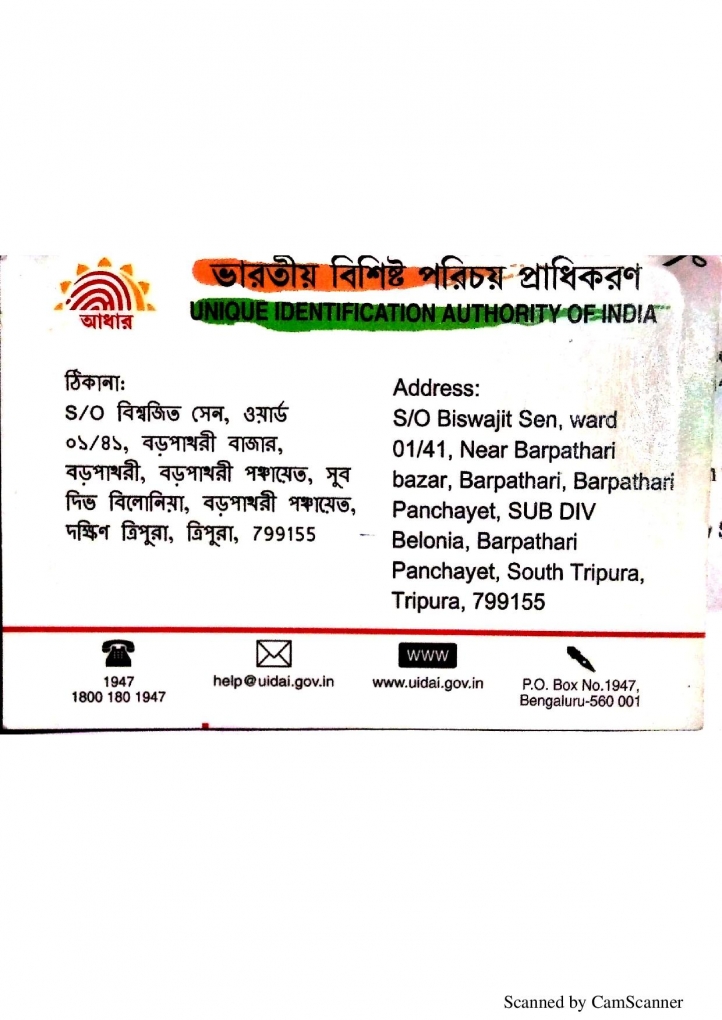 ভারতীয় বিশিষ্ট পরিচয় প্রাধিকরণ
UNIQUE IDENTIFICATION AUTHORITY OF INDIA
আধার
ঠিকানা:
S/O বিশ্বজিত সেন, ওয়ার্ড
০১/৪১, বড়পাথরী বাজার,
বড়পাথরী, বড়পাথরী পঞ্চায়েত, সুব
দিভ বিলোনিয়া, বড়পাথরী পঞ্চায়েত,
দক্ষিণ ত্রিপুরা, ত্রিপুরা, 799155
Address:
S/O Biswajit Sen, ward
01/41, Near Barpathari
bazar, Barpathari, Barpathari
Panchayet, SUB DIV
Belonia, Barpathari
Panchayet, South Tripura,
Tripura, 799155
1947
1800 180 1947
help@uidai.gov.in
WWW
www.uidai.gov.in
P.O. Box No.1947,
Bengaluru-560 001
Scanned by CamScanner